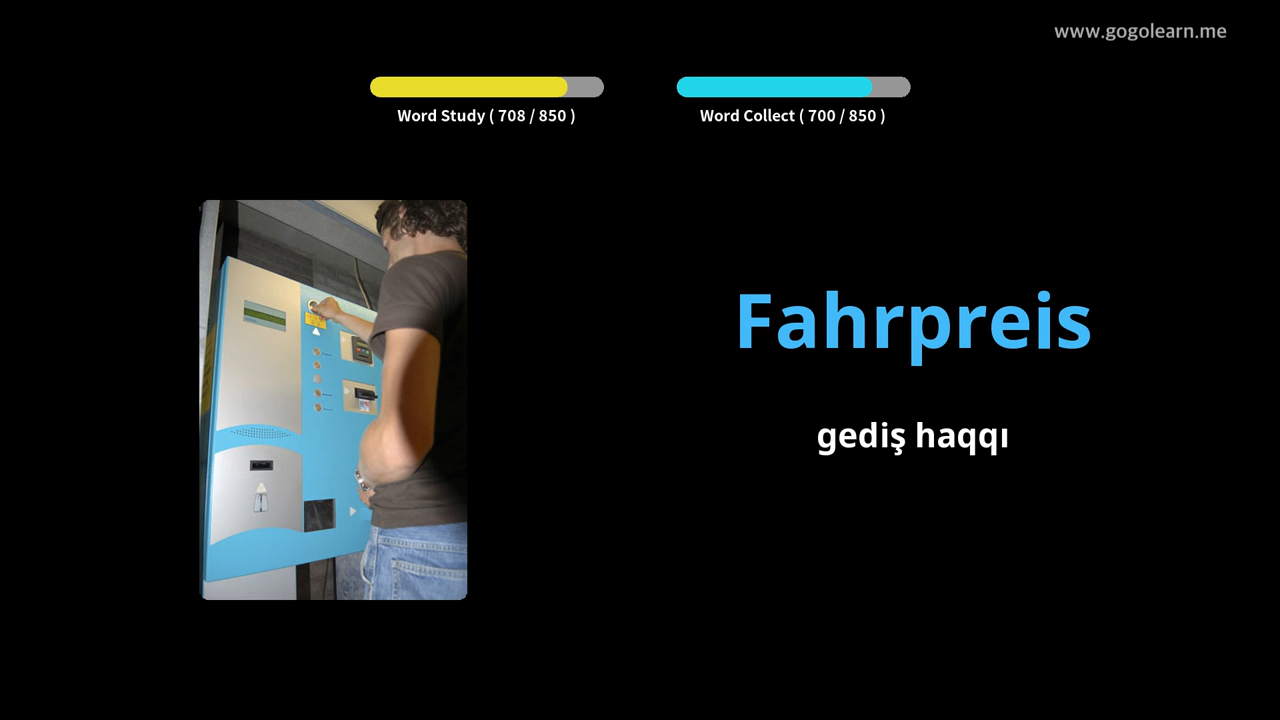 www.gogolearn.me
Word Study ( 708 / 850 )
Word Collect ( 700 / 850 )
Fahrpreis
gediş haqqı